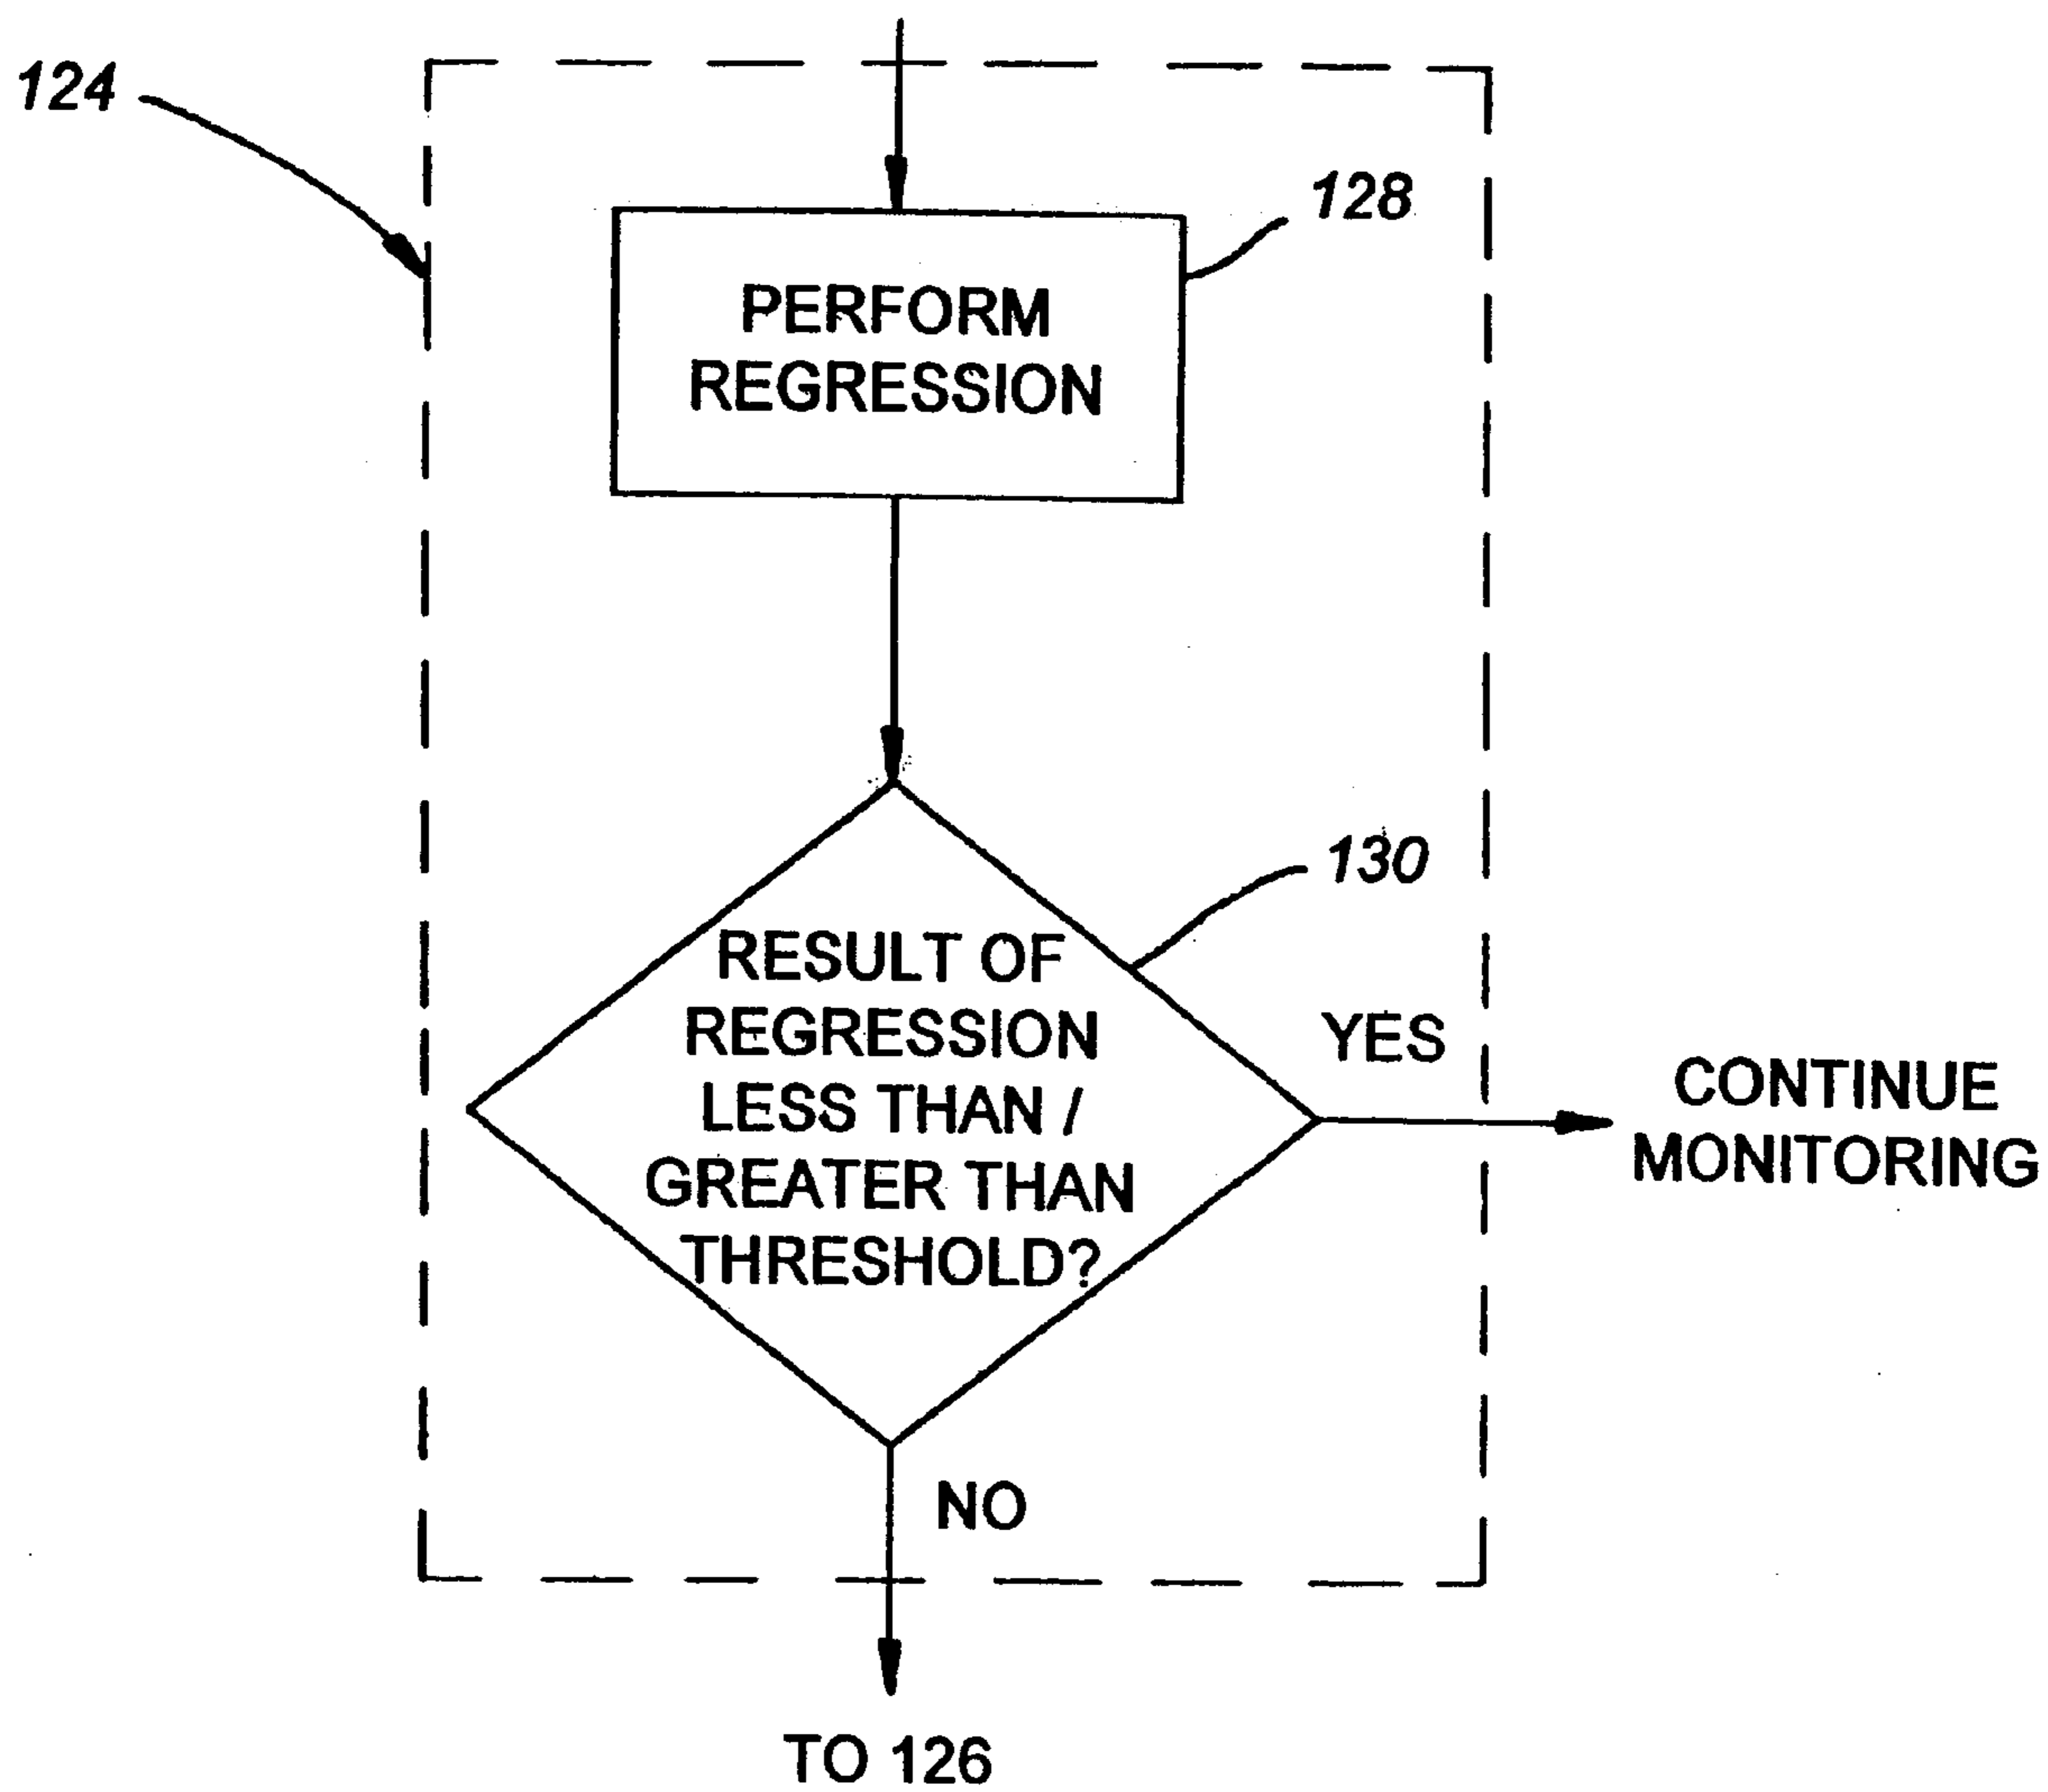 124
128
PERFORM
REGRESSION
130
RESULT OF
REGRESSION
LESS THAN /
GREATER THAN
THRESHOLD?
YES
CONTINUE
MONITORING
NO
TO 126